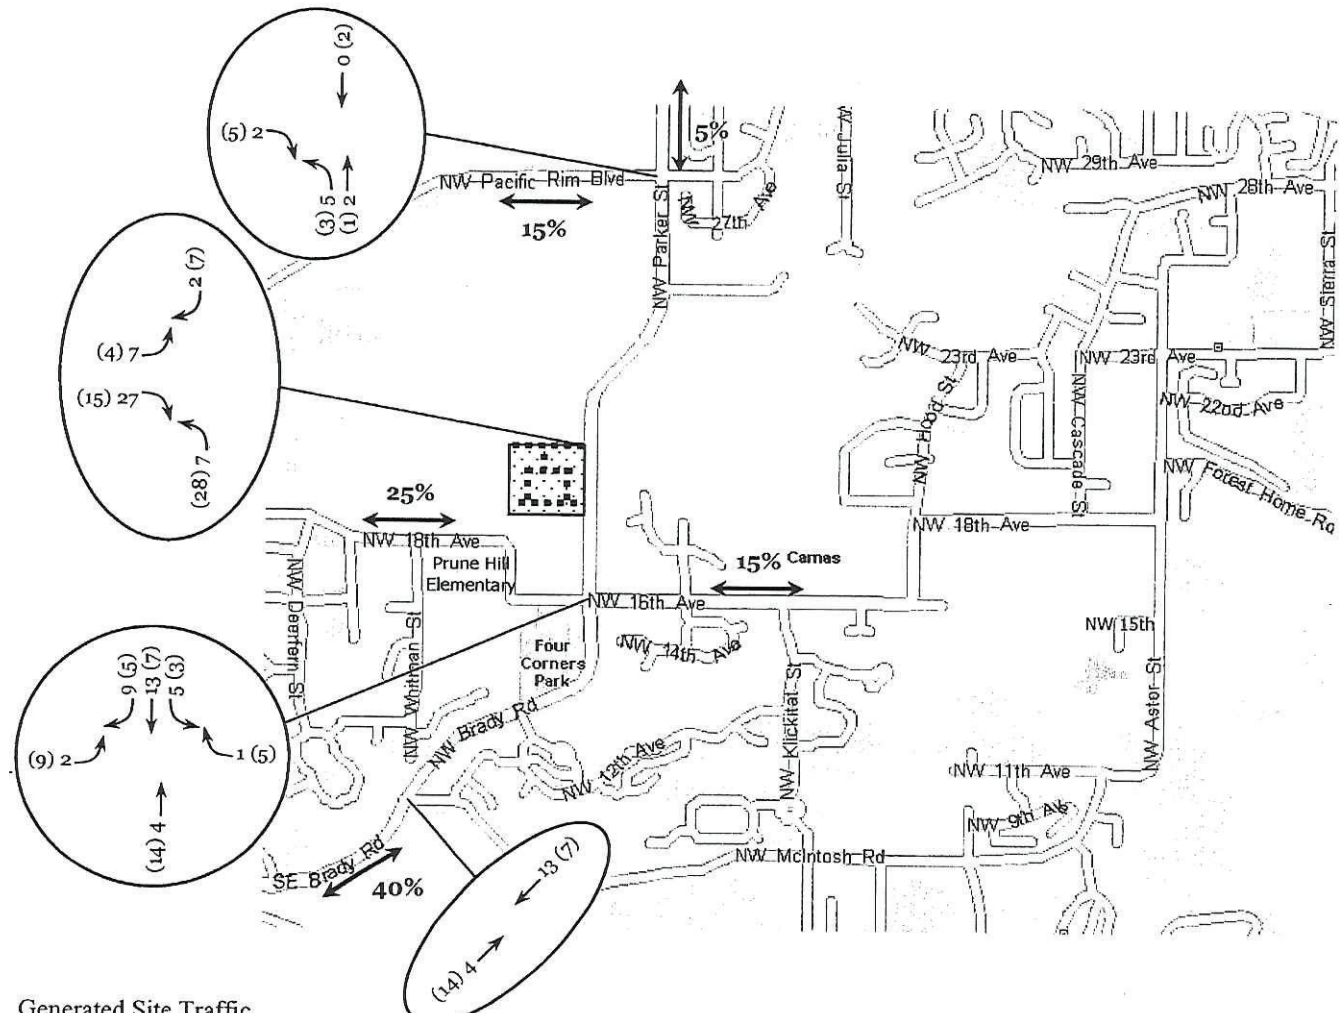 0 (2)
(5) 2
(3) 5
(1) 2
5%
NW Pacific Rim Blvd
15%
NW 27th Ave
NW Parker St
W Julia St
NW 29th Ave
NW 28th Ave
NW Sierra St
2 (7)
(4) 7
(15) 27
(28) 7
NW 23rd Ave
NW 23rd Ave
NW 22nd Ave
NW Hood St
NW Cascade St
NW Forest Home Rd
25%
NW 18th Ave
NW 18th Ave
Prune Hill
Elementary
15%
Camas
NW Deerfern St
NW Whitman St
NW 16th Ave
NW 15th
NW 14th Ave
Four
Corners
Park
NW Klickitat St
NW Astor St
9 (5)
13 (7)
5 (3)
(9) 2
1 (5)
(14) 4
NW Brady Rd
NW 12th Ave
NW 11th Ave
NW 9th Ave
NW McIntosh Rd
SE Brady Rd
40%
13 (7)
(14) 4
Generated Site Traffic